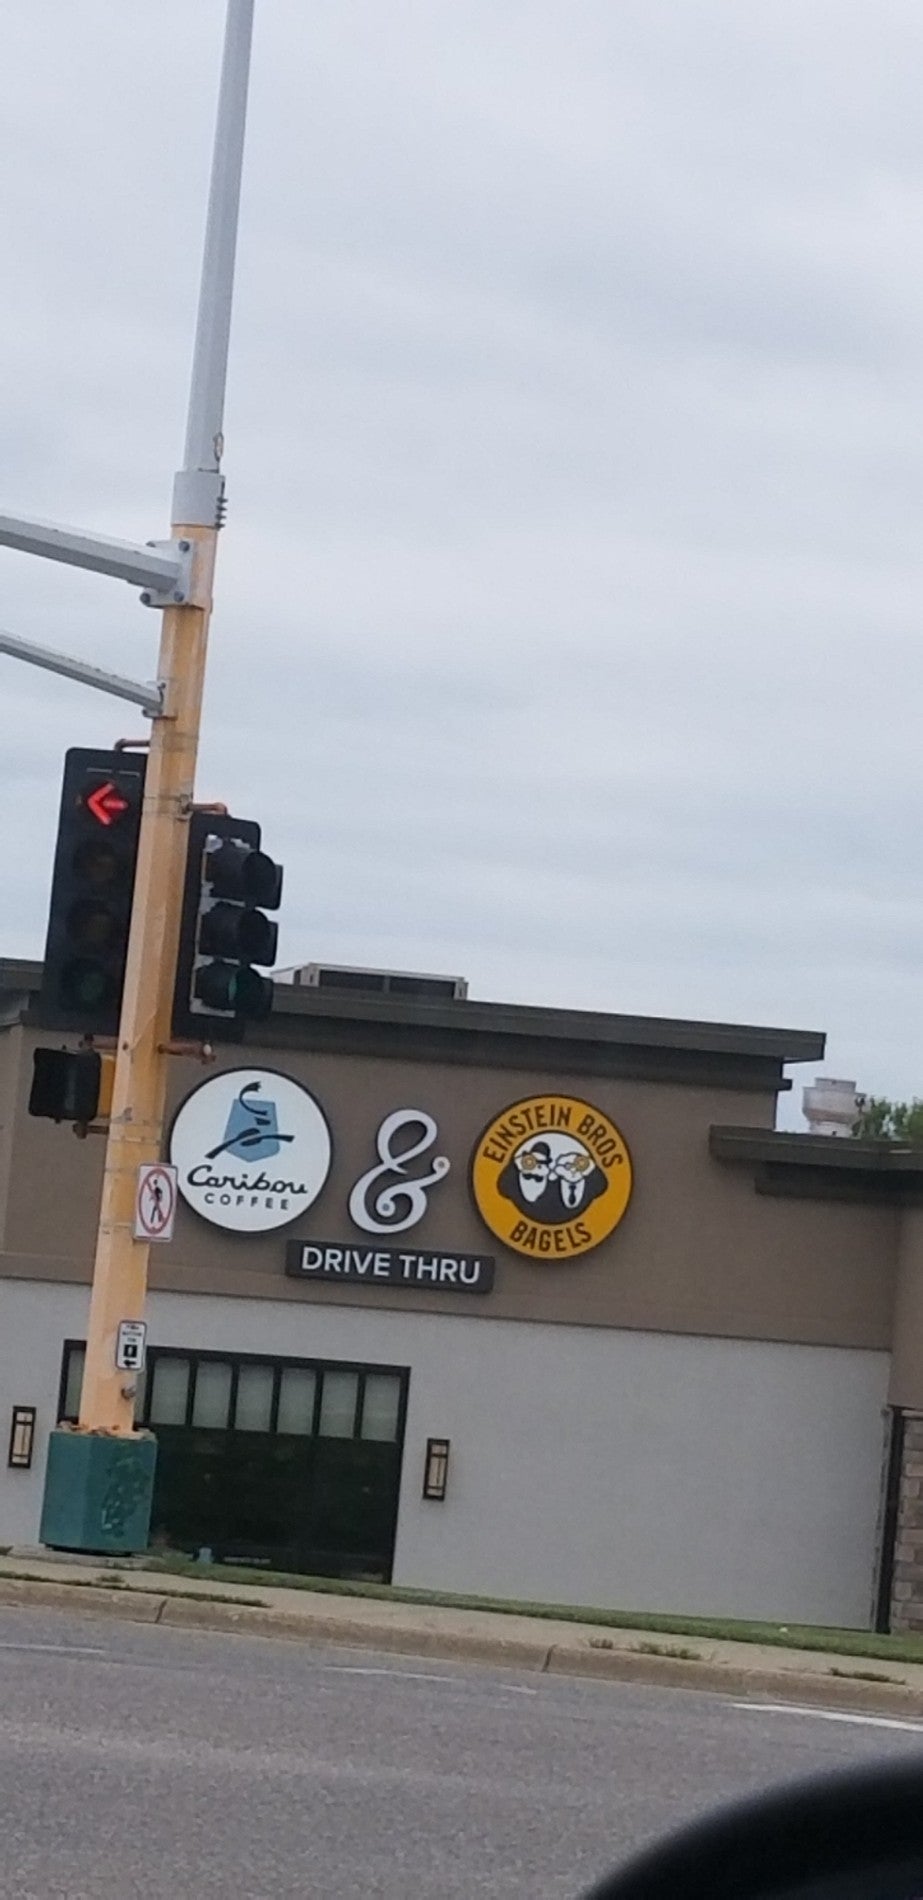 Caribou
COFFEE
&
EINSTEIN BROS
BAGELS
DRIVE THRU